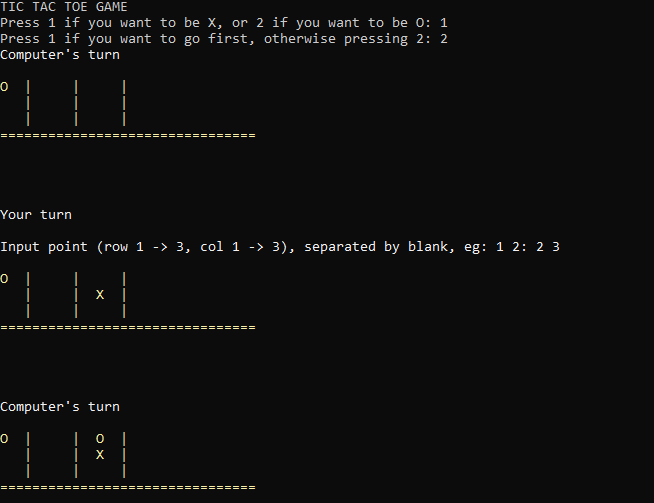 TIC TAC TOE GAME
Press 1 if you want to be X, or 2 if you want to be O: 1
Press 1 if you want to go first, otherwise pressing 2: 2
Computer's turn
O  |     |     |
   |     |     |
   |     |     |
================================
Your turn
Input point (row 1 -> 3, col 1 -> 3), separated by blank, eg: 1 2: 2 3
O  |     |     |
   |     |  X  |
   |     |     |
================================
Computer's turn
O  |     |  O  |
   |     |  X  |
   |     |     |
================================